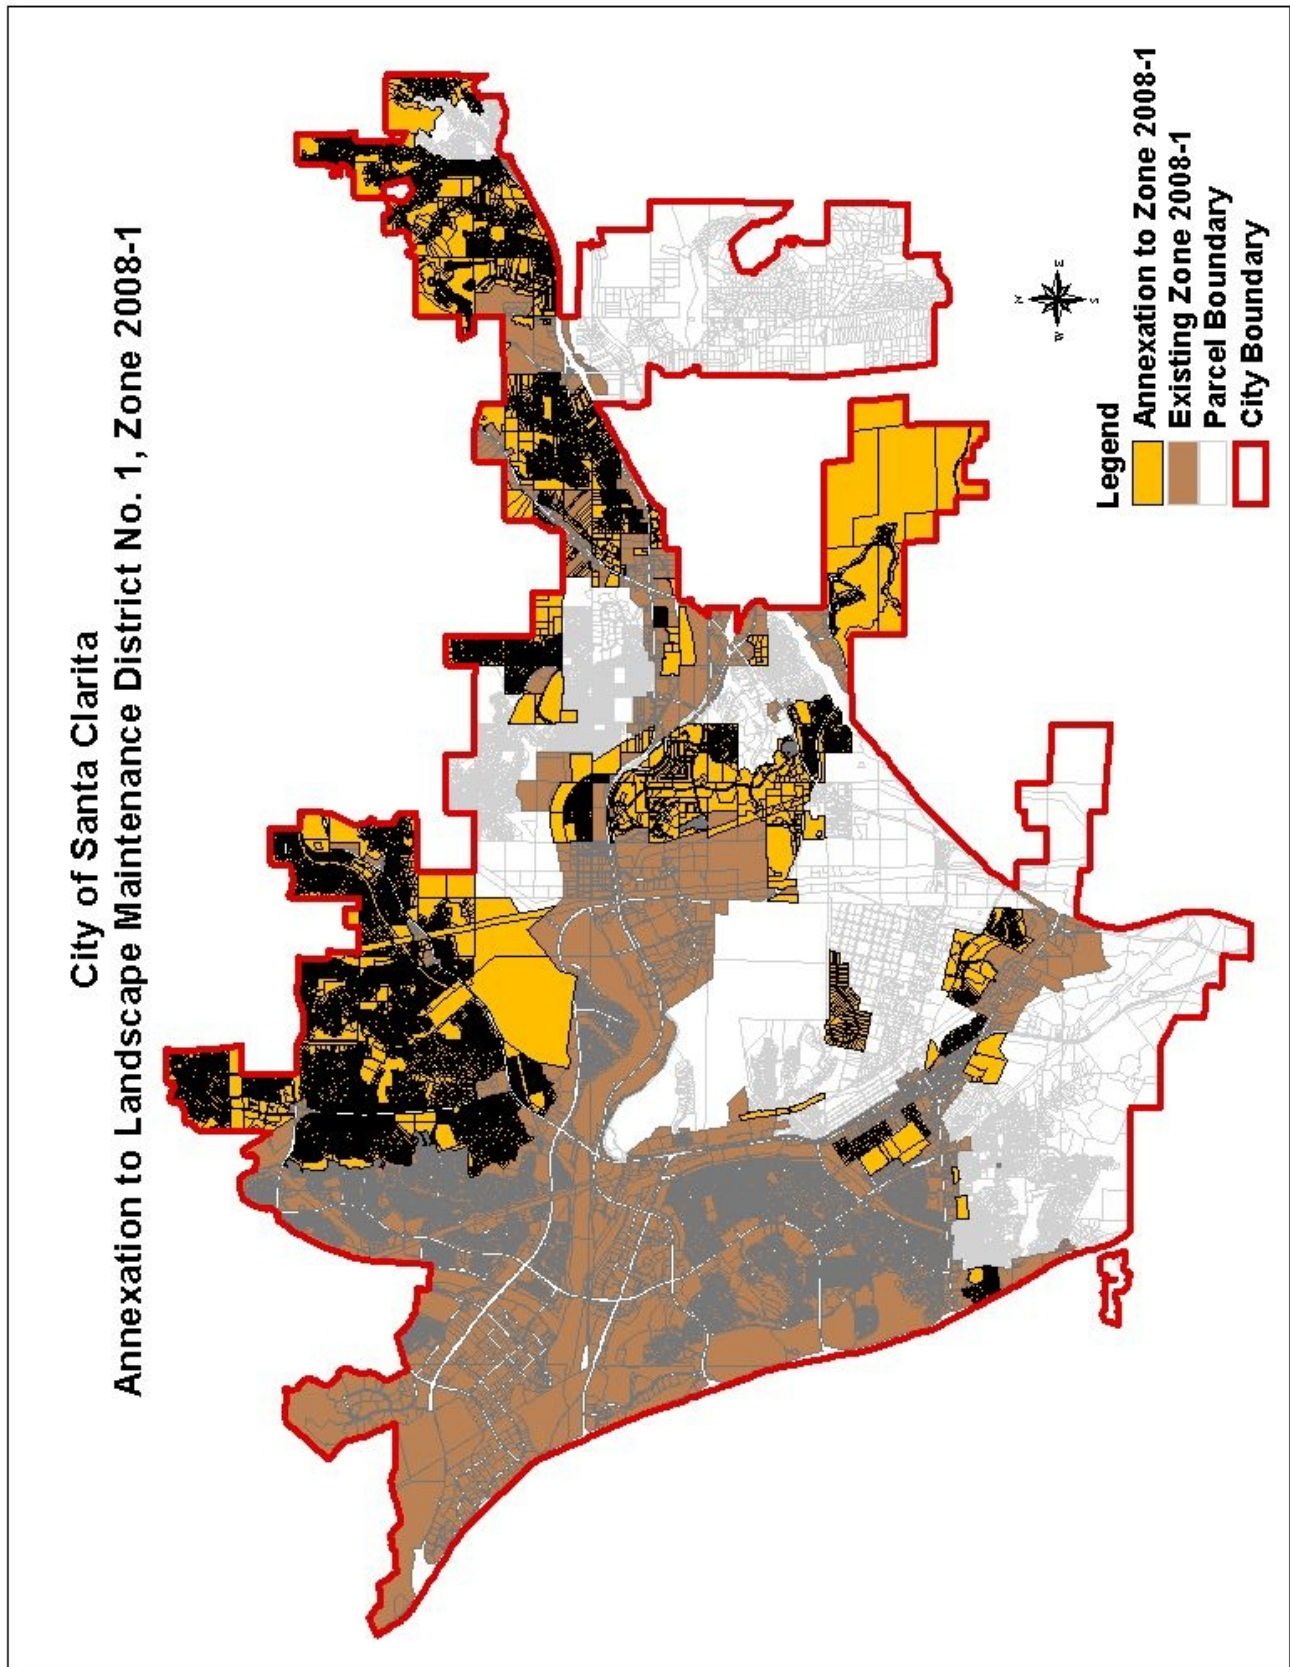 City of Santa Clarita
Annexation to Landscape Maintenance District No. 1, Zone 2008-1
N
W
E
S
Legend
Annexation to Zone 2008-1
Existing Zone 2008-1
Parcel Boundary
City Boundary